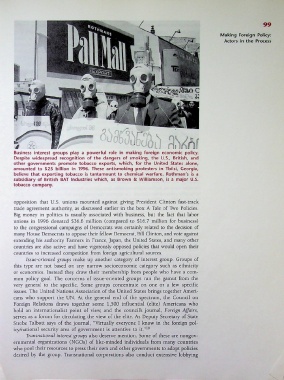 99
Making Foreign Policy:
Actors in the Process
ROTHMANS
Pall Mall
Business interest groups play a powerful role in making foreign economic policy.
Despite widespread recognition of the dangers of smoking, the U.S., British, and
other governments promote tobacco exports, which, for the United States alone,
amounted to $25 billion in 1996. These antismoking protesters in Tbilisi, Georgia,
believe that exporting tobacco is tantamount to chemical warfare. Rothman's is a
subsidiary of British BAT Industries which, as Brown & Williamson, is a major U.S.
tobacco company.
opposition that U.S. unions mounted against giving President Clinton fast-track
trade agreement authority, as discussed earlier in the box A Tale of Two Policies.
Big money in politics is usually associated with business, but the fact that labor
unions in 1996 donated $36.6 million compared to $16.7 million for businesses
to the congressional campaigns of Democrats was certainly related to the decision of
many House Democrats to oppose their fellow Democrat, Bill Clinton, and vote against
extending his authority. Farmers in France, Japan, the United States, and many other
countries are also active and have vigorously opposed policies that would open their
countries to increased competition from foreign agricultural sources.
Issue-oriented groups make up another category of interest group. Groups of
this type are not based on any narrow socioeconomic category such as ethnicity
or economics. Instead they draw their membership from people who have a com-
mon policy goal. The concerns of issue-oriented groups run the gamut from the
very general to the specific. Some groups concentrate on one or a few specific
issues. The United Nations Association of the United States brings together Ameri-
cans who support the UN. At the general end of the spectrum, the Council on
Foreign Relations draws together some 1,500 influential (elite) Americans who
hold an internationalist point of view, and the council's journal, Foreign Affairs,
serves as a forum for circulating the view of the elite. As Deputy Secretary of State
Strobe Talbott says of the journal, "Virtually everyone I know in the foreign pol-
icy/national security area of government is attentive to it."
Transnational interest groups also deserve mention. Some of these are nongov-
ernmental organizations (NGOs) of like-minded individuals from many countries
who pool their resources to press their own and other governments to adopt policies
desired by the group. Transnational corporations also conduct extensive lobbying